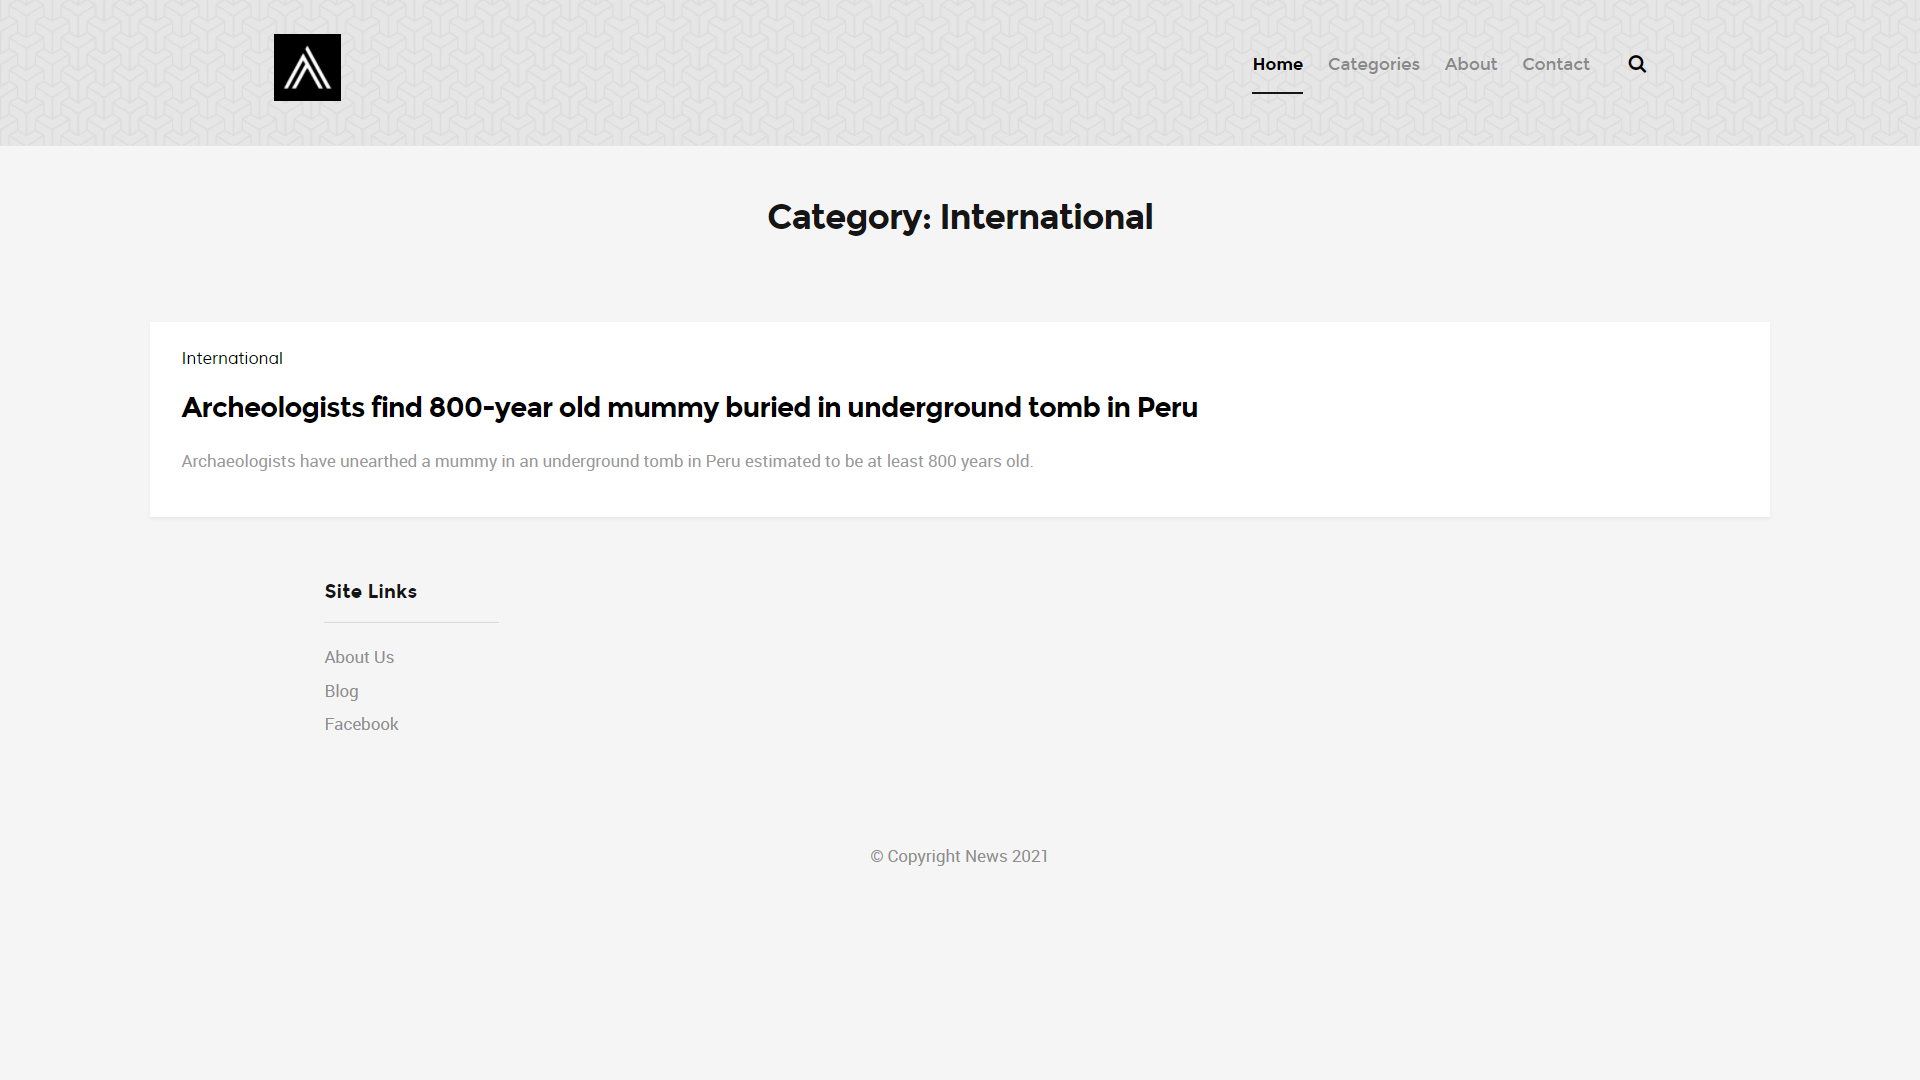 Home Categories About Contact
Category: International
International
Archeologists find 800-year old mummy buried in underground tomb in Peru
Archaeologists have unearthed a mummy in an underground tomb in Peru estimated to be at least 800 years old.
Site Links
About Us
Blog
Facebook
© Copyright News 2021